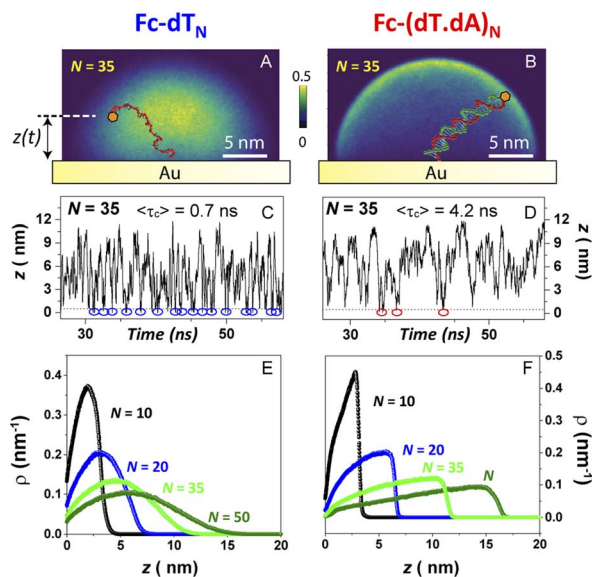 Fc-dTN
Fc-(dT.dA)N
N = 35
A
N = 35
B
0.5
0
z(t)
5 nm
5 nm
Au
Au
N = 35
<τc> = 0.7 ns
C
N = 35
<τc> = 4.2 ns
D
z (nm)
12
9
6
3
0
12
9
6
3
0
z (nm)
30
Time (ns)
50
30
Time (ns)
50
E
F
ρ (nm-1)
0.4
0.3
0.2
0.1
0.0
N = 10
N = 20
N = 35
N = 50
N = 10
N = 20
N = 35
N
0.5
0.4
0.3
0.2
0.1
0.0
ρ (nm-1)
0
5
10
15
20
0
5
10
15
20
z ( nm)
z ( nm)